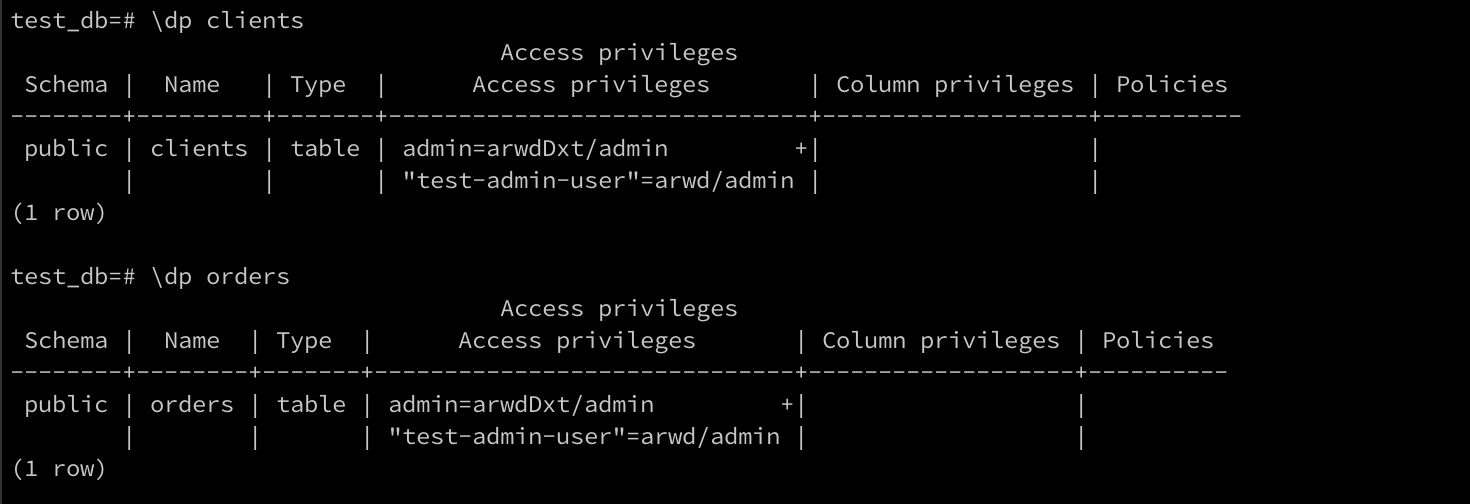 test_db=# \dp clients
                                   Access privileges
 Schema |  Name   | Type  |      Access privileges       | Column privileges | Policies
--------+---------+-------+------------------------------+-------------------+----------
 public | clients | table | admin=arwdDxt/admin         +|                   |
        |         |       | "test-admin-user"=arwd/admin |                   |
(1 row)

test_db=# \dp orders
                                   Access privileges
 Schema |  Name  | Type  |      Access privileges       | Column privileges | Policies
--------+--------+-------+------------------------------+-------------------+----------
 public | orders | table | admin=arwdDxt/admin         +|                   |
        |        |       | "test-admin-user"=arwd/admin |                   |
(1 row)